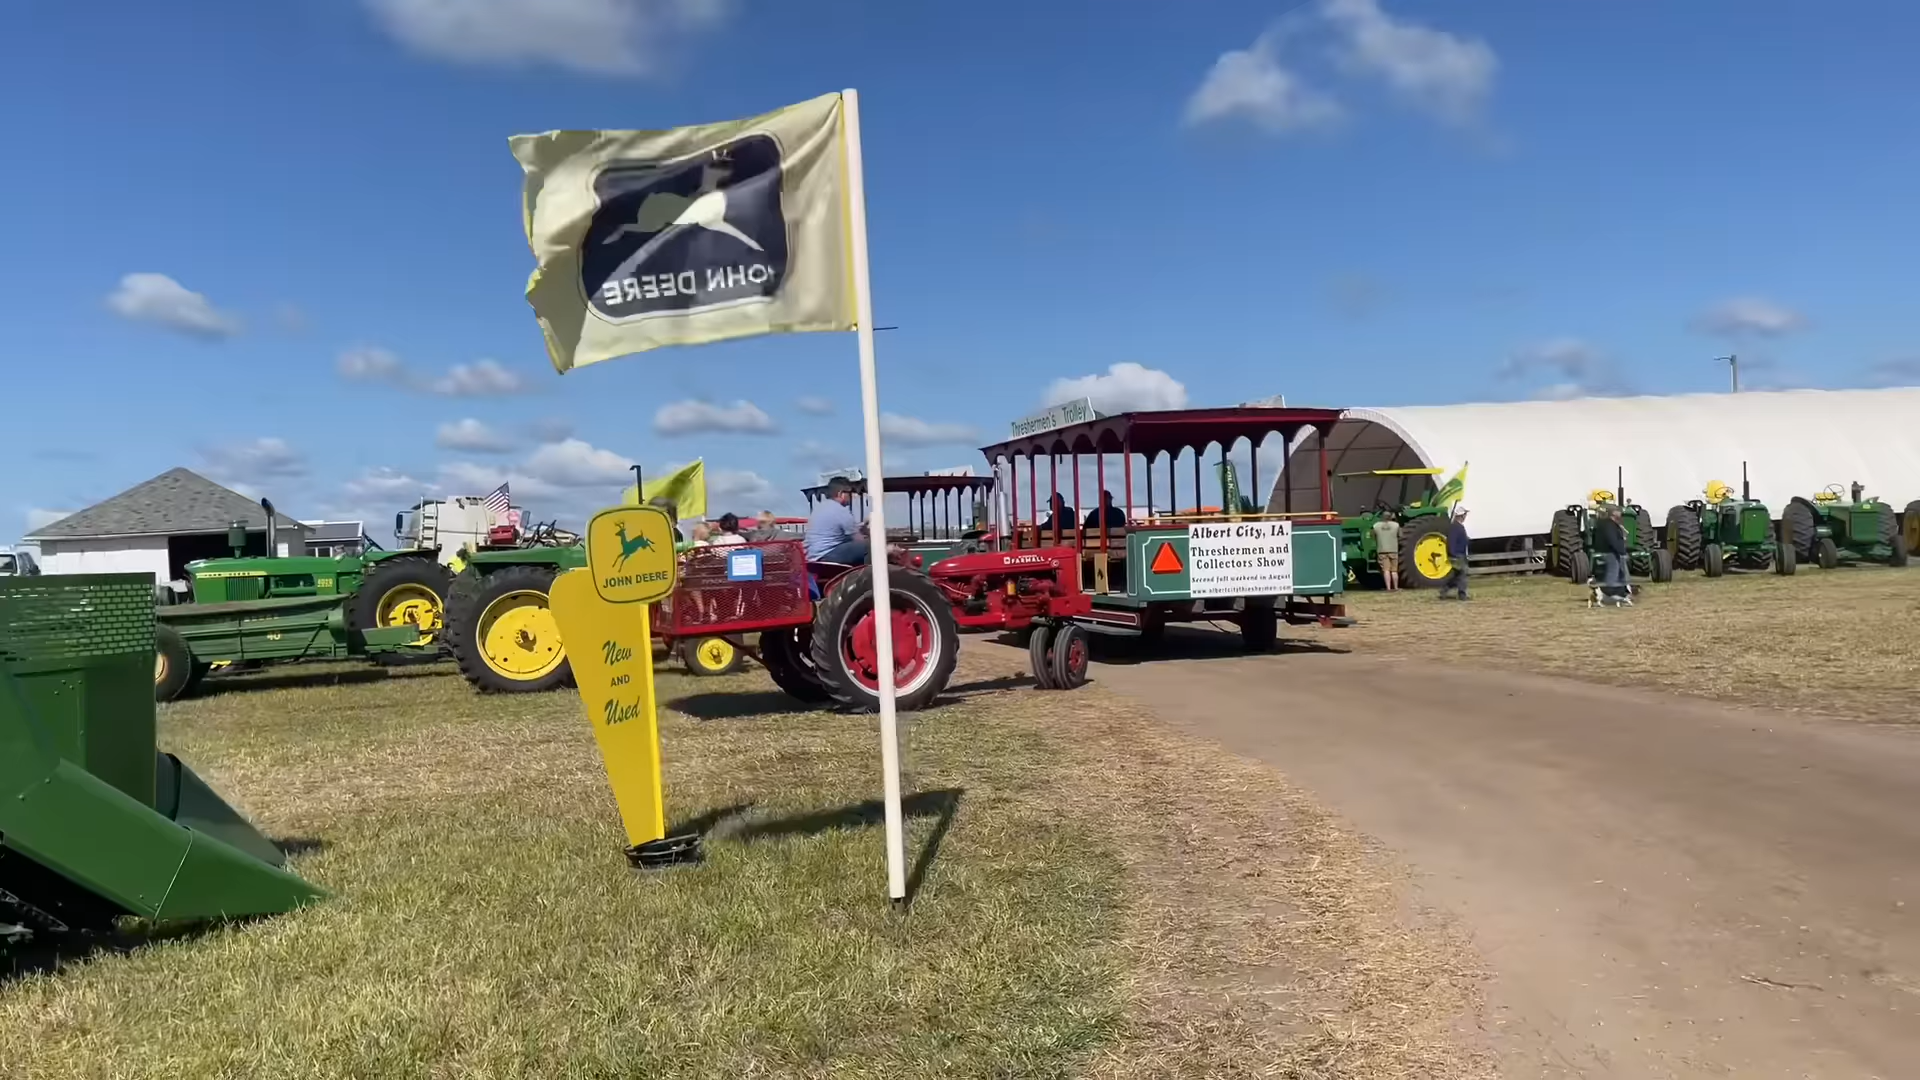 JOHN DEERE
Threshermen's Trolley
JOHN DEERE
New
AND
Used
FARMALL
Albert City, IA.
Threshermen and
Collectors Show
Second full weekend in August
www.albertcitythreshermen.com